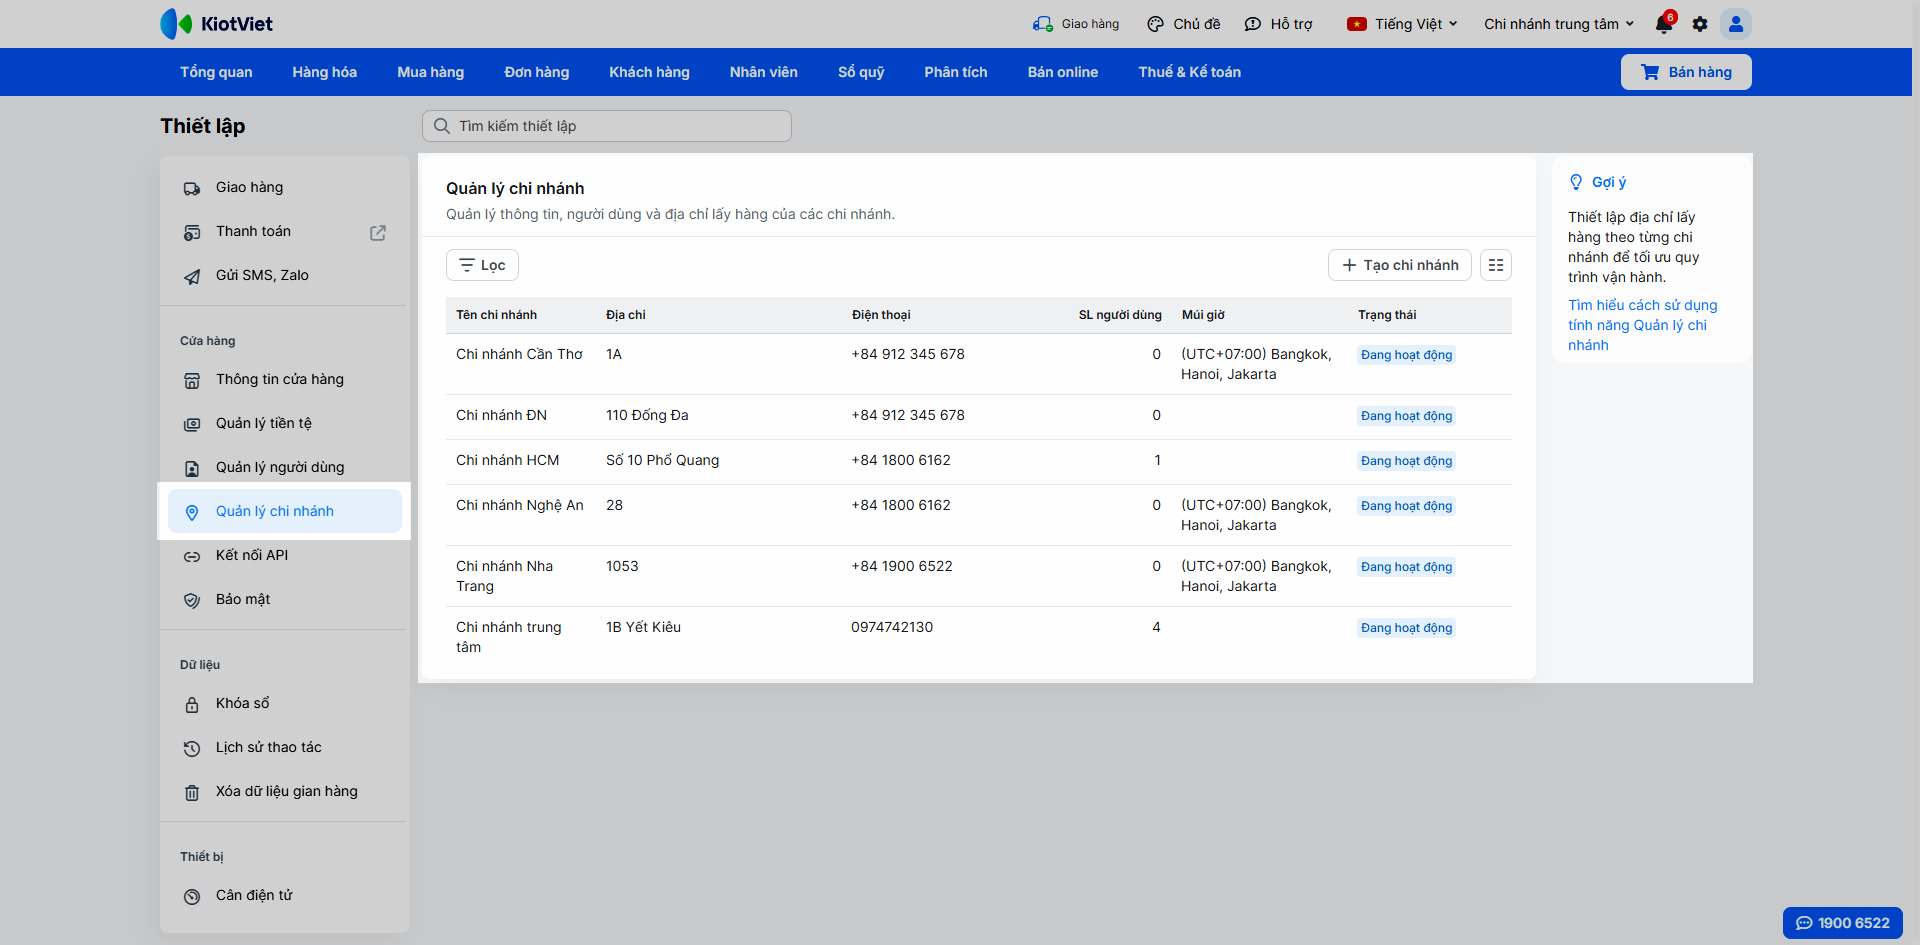 KiotViet
Giao hàng
Chủ đề
Hỗ trợ
Tiếng Việt
Chi nhánh trung tâm
6
Tổng quan
Hàng hóa
Mua hàng
Đơn hàng
Khách hàng
Nhân viên
Sổ quỹ
Phân tích
Bán online
Thuế & Kế toán
Bán hàng
Thiết lập
Tìm kiếm thiết lập
Giao hàng
Thanh toán
Gửi SMS, Zalo
Cửa hàng
Thông tin cửa hàng
Quản lý tiền tệ
Quản lý người dùng
Quản lý chi nhánh
Kết nối API
Bảo mật
Dữ liệu
Khóa sổ
Lịch sử thao tác
Xóa dữ liệu gian hàng
Thiết bị
Cân điện tử
Quản lý chi nhánh
Quản lý thông tin, người dùng và địa chỉ lấy hàng của các chi nhánh.
Lọc
Tạo chi nhánh
Tên chi nhánh Địa chỉ Điện thoại SL người dùng Múi giờ Trạng thái
Chi nhánh Cần Thơ 1A +84 912 345 678 0 (UTC+07:00) Bangkok, Đang hoạt động
Hanoi, Jakarta
Chi nhánh ĐN 110 Đống Đa +84 912 345 678 0 Đang hoạt động
Chi nhánh HCM Số 10 Phổ Quang +84 1800 6162 1 Đang hoạt động
Chi nhánh Nghệ An 28 +84 1800 6162 0 (UTC+07:00) Bangkok, Đang hoạt động
Hanoi, Jakarta
Chi nhánh Nha 1053 +84 1900 6522 0 (UTC+07:00) Bangkok, Đang hoạt động
Trang Hanoi, Jakarta
Chi nhánh trung 1B Yết Kiêu 0974742130 4 Đang hoạt động
tâm
Gợi ý
Thiết lập địa chỉ lấy
hàng theo từng chi
nhánh để tối ưu quy
trình vận hành.
Tìm hiểu cách sử dụng
tính năng Quản lý chi
nhánh
1900 6522